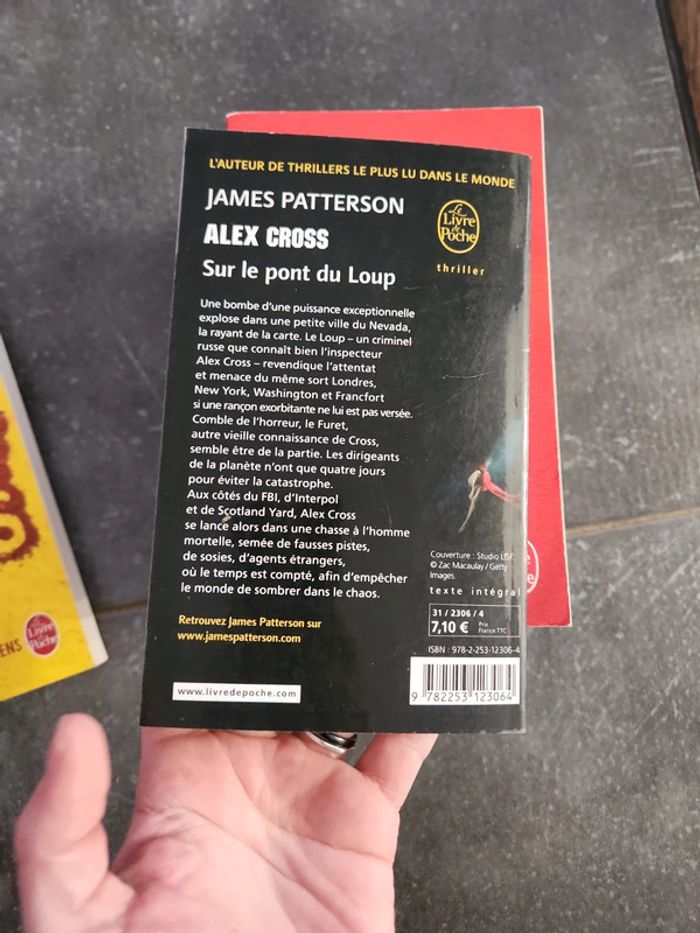 L'AUTEUR DE THRILLERS LE PLUS LU DANS LE MONDE
JAMES PATTERSON
ALEX CROSS
Sur le pont du Loup
Le
Livre
de
Poche
thriller
Une bombe d'une puissance exceptionnelle
explose dans une petite ville du Nevada,
la rayant de la carte. Le Loup – un criminel
russe que connaît bien l'inspecteur
Alex Cross – revendique l'attentat
et menace du même sort Londres,
New York, Washington et Francfort
si une rançon exorbitante ne lui est pas versée.
Comble de l'horreur, le Furet,
autre vieille connaissance de Cross,
semble être de la partie. Les dirigeants
de la planète n'ont que quatre jours
pour éviter la catastrophe.
Aux côtés du FBI, d'Interpol
et de Scotland Yard, Alex Cross
se lance alors dans une chasse à l'homme
mortelle, semée de fausses pistes,
de sosies, d'agents étrangers,
où le temps est compté, afin d'empêcher
le monde de sombrer dans le chaos.
Retrouvez James Patterson sur
www.jamespatterson.com
www.livredepoche.com
Couverture : Studio LGF.
© Zac Macaulay / Getty
Images.
texte intégral
31 / 2306 / 4
7,10 € Prix
France TTC
ISBN : 978-2-253-12306-4
9 782253 123064
ENS
Le
Livre
de
Poche